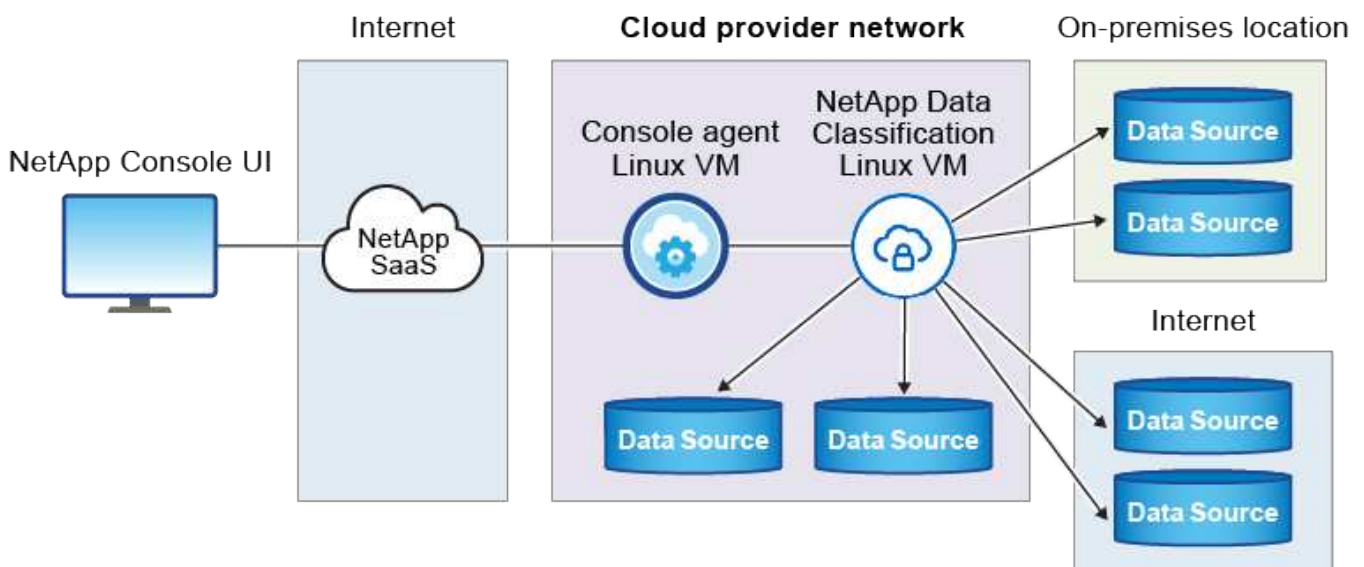 Internet
Cloud provider network
On-premises location
NetApp Console UI
NetApp
SaaS
Console agent
Linux VM
NetApp Data
Classification
Linux VM
Data Source
Data Source
Data Source
Data Source
Internet
Data Source
Data Source